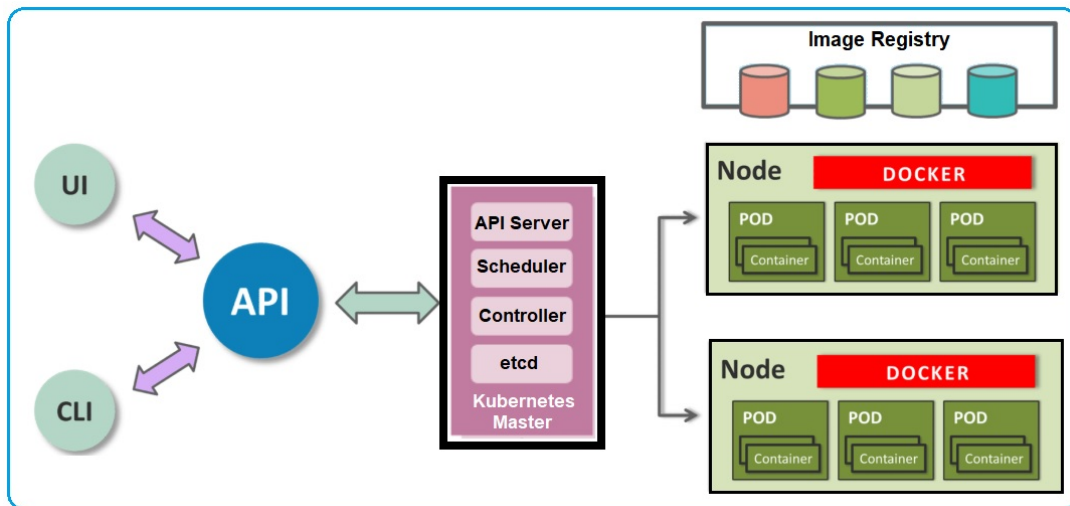 Image Registry
UI
CLI
API
API Server
Scheduler
Controller
etcd
Kubernetes
Master
Node
DOCKER
POD
POD
POD
Container
Container
Container
Node
DOCKER
POD
POD
POD
Container
Container
Container